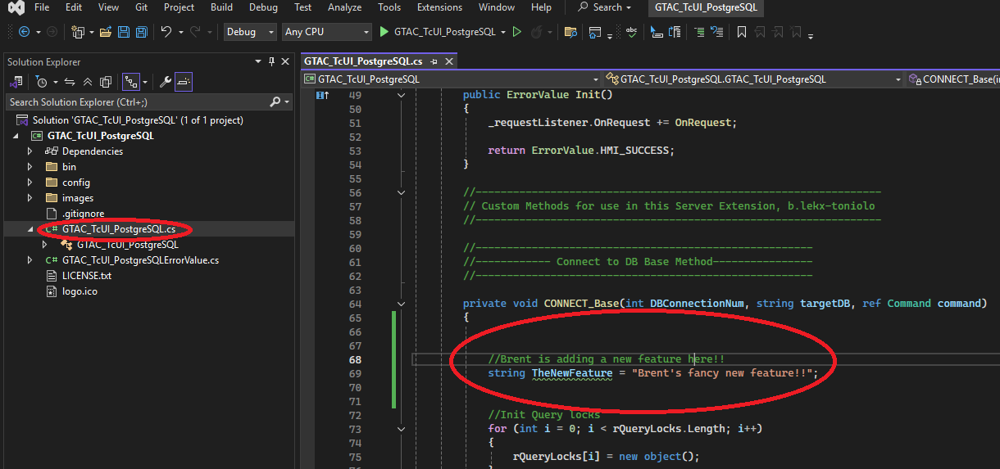 File Edit View Git Project Build Debug Test Analyze Tools Extensions Window Help Search GTAC_TcUI_PostgreSQL
Debug Any CPU GTAC_TcUI_PostgreSQL
Solution Explorer
Search Solution Explorer (Ctrl+;)
Solution 'GTAC_TcUI_PostgreSQL' (1 of 1 project)
GTAC_TcUI_PostgreSQL
Dependencies
bin
config
images
.gitignore
C# GTAC_TcUI_PostgreSQL.cs
GTAC_TcUI_PostgreSQL
C# GTAC_TcUI_PostgreSQLErrorValue.cs
LICENSE.txt
logo.ico
GTAC_TcUI_PostgreSQL.cs
GTAC_TcUI_PostgreSQL GTAC_TcUI_PostgreSQL.GTAC_TcUI_PostgreSQL CONNECT_Base(
49 public ErrorValue Init()
50 {
51 _requestListener.OnRequest += OnRequest;
52
53 return ErrorValue.HMI_SUCCESS;
54 }
55
56 //-----------------------------------------------------------------
57 // Custom Methods for use in this Server Extension, b.lekx-toniolo
58 //-----------------------------------------------------------------
59
60 //------------------------------------------------------
61 //------------ Connect to DB Base Method----------------
62 //------------------------------------------------------
63
64 private void CONNECT_Base(int DBConnectionNum, string targetDB, ref Command command)
65 {
66
67
68 //Brent is adding a new feature here!!
69 string TheNewFeature = "Brent's fancy new feature!!";
70
71
72 //Init Query locks
73 for (int i = 0; i < rQueryLocks.Length; i++)
74 {
75 rQueryLocks[i] = new object();